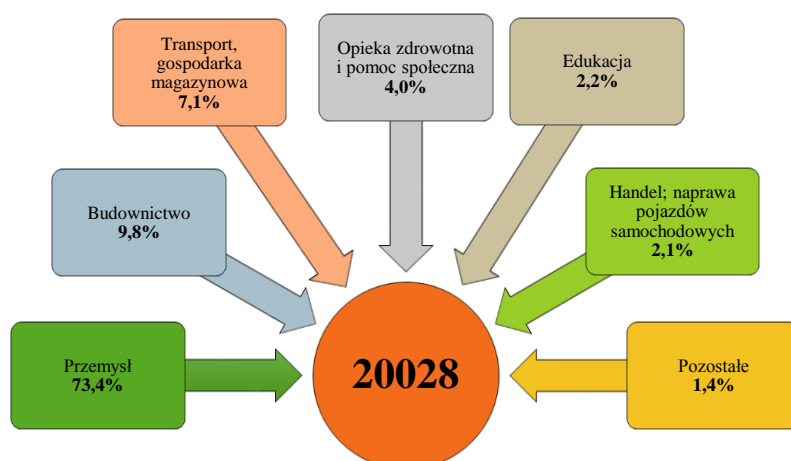 Transport,
gospodarka
magazynowa
7,1%
Opieka zdrowotna
i pomoc społeczna
4,0%
Edukacja
2,2%
Budownictwo
9,8%
Handel; naprawa
pojazdów
samochodowych
2,1%
Przemysł
73,4%
20028
Pozostałe
1,4%